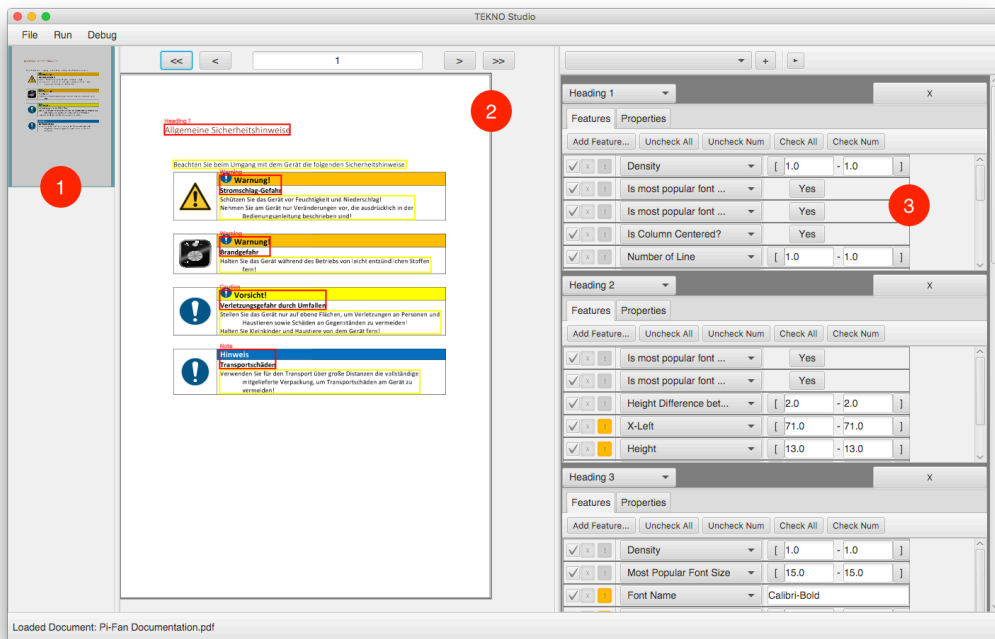 TEKNO Studio
File Run Debug
<< < 1 > >>
+
1
2
3
Heading 1
Allgemeine Sicherheitshinweise
Beachten Sie beim Umgang mit dem Gerät die folgenden Sicherheitshinweise
Warning
Warnung!
Stromschlag-Gefahr
Schützen Sie das Gerät vor Feuchtigkeit und Niederschlag!
Nehmen Sie am Gerät nur Veränderungen vor, die ausdrücklich in der
Bedienungsanleitung beschrieben sind!
Warning
Warnung!
Brandgefahr
Halten Sie das Gerät während des Betriebs von leicht entzündlichen Stoffen
fern!
Caution
Vorsicht!
Verletzungsgefahr durch Umfallen
Stellen Sie das Gerät nur auf ebene Flächen, um Verletzungen an Personen und
Haustieren sowie Schäden an Gegenständen zu vermeiden!
Halten Sie Kleinkinder und Haustiere von dem Gerät fern!
Note
Hinweis
Transportschäden
Verwenden Sie für den Transport über große Distanzen die vollständige
mitgelieferte Verpackung, um Transportschäden am Gerät zu
vermeiden!
Heading 1 X
Features Properties
Add Feature... Uncheck All Uncheck Num Check All Check Num
x ! Density [ 1.0 - 1.0 ]
x ! Is most popular font ... Yes
x ! Is most popular font ... Yes
x ! Is Column Centered? Yes
x ! Number of Line [ 1.0 - 1.0 ]
Heading 2 X
Features Properties
Add Feature... Uncheck All Uncheck Num Check All Check Num
x ! Is most popular font ... Yes
x ! Is most popular font ... Yes
x ! Height Difference bet... [ 2.0 - 2.0 ]
x ! X-Left [ 71.0 - 71.0 ]
x ! Height [ 13.0 - 13.0 ]
Heading 3 X
Features Properties
Add Feature... Uncheck All Uncheck Num Check All Check Num
x ! Density [ 1.0 - 1.0 ]
x ! Most Popular Font Size [ 15.0 - 15.0 ]
x ! Font Name Calibri-Bold
Loaded Document: Pi-Fan Documentation.pdf